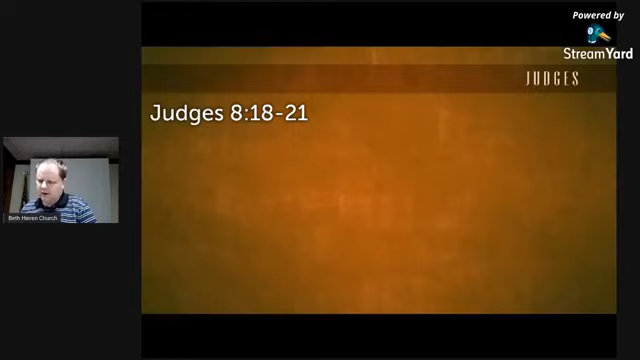 Powered by
StreamYard
JUDGES
Judges 8:18-21
Beth Haven Church